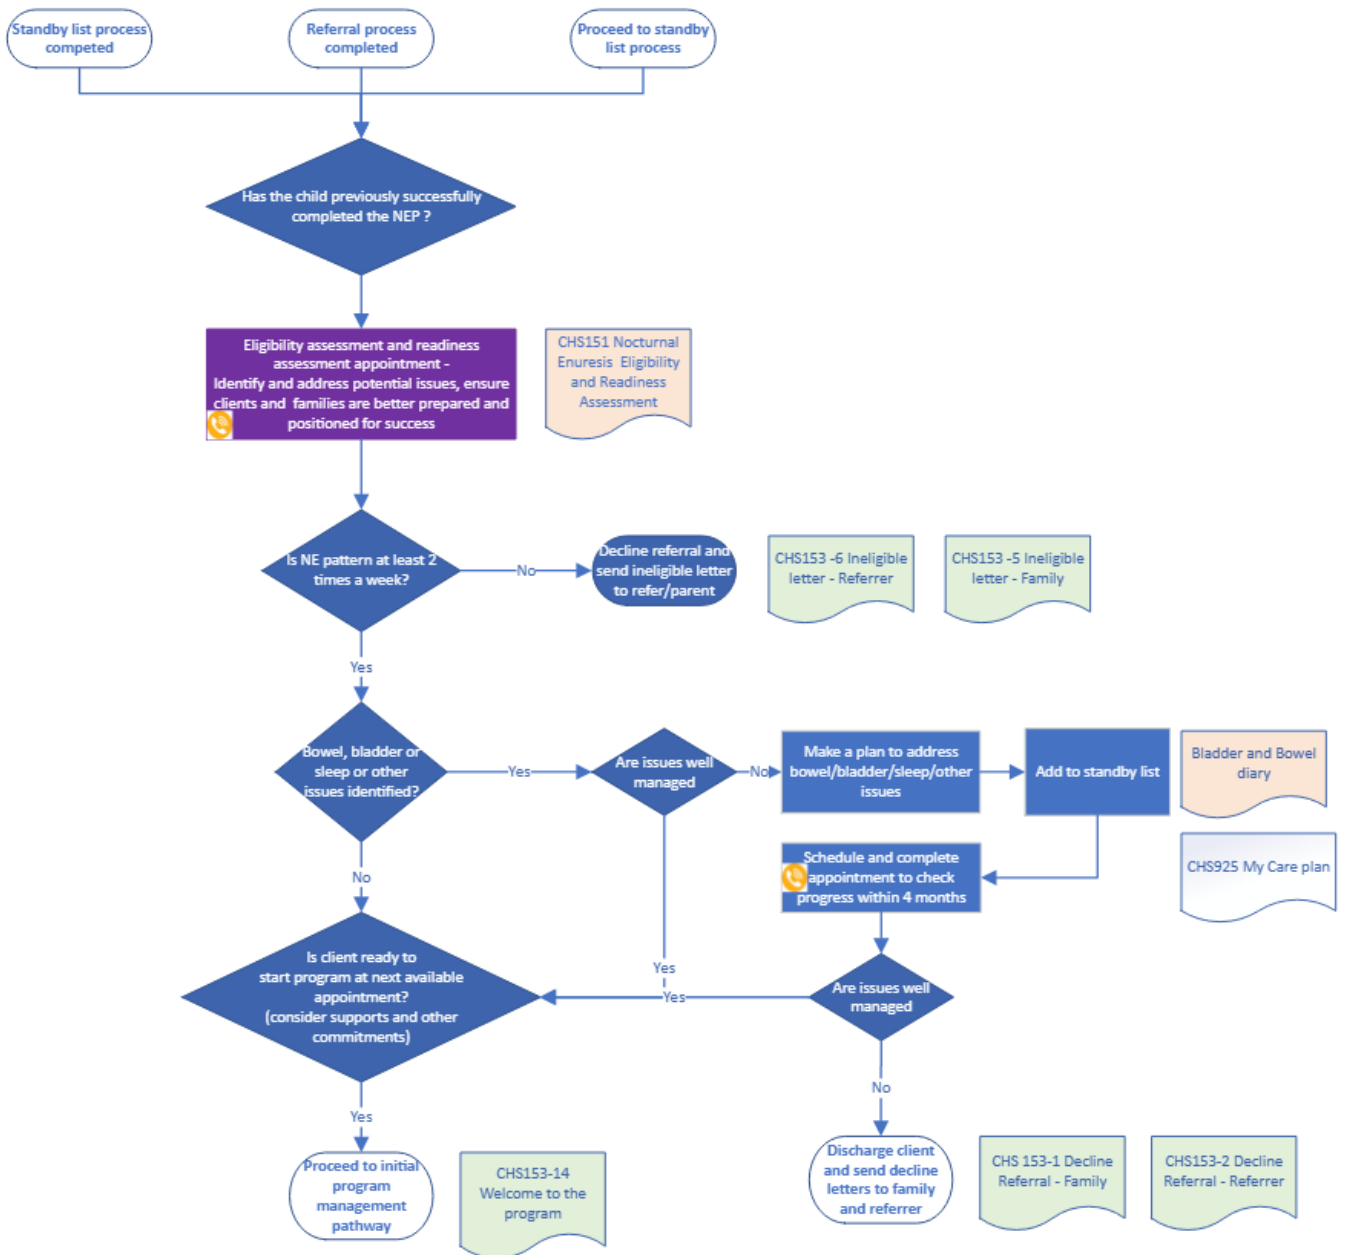 Standby list process
competed
Referral process
completed
Proceed to standby
list process
Has the child previously successfully
completed the NEP ?
Eligibility assessment and readiness
assessment appointment -
Identify and address potential issues, ensure
clients and families are better prepared and
positioned for success
CHS151 Nocturnal
Enuresis Eligibility
and Readiness
Assessment
Is NE pattern at least 2
times a week?
No
Decline referral and
send ineligible letter
to refer/parent
CHS153 -6 Ineligible
letter - Referrer
CHS153 -5 Ineligible
letter - Family
Yes
Bowel, bladder or
sleep or other
issues identified?
Yes
Are issues well
managed
No
Make a plan to address
bowel/bladder/sleep/other
issues
Add to standby list
Bladder and Bowel
diary
CHS925 My Care plan
Schedule and complete
appointment to check
progress within 4 months
No
Is client ready to
start program at next available
appointment?
(consider supports and other
commitments)
Yes
Yes
Are issues well
managed
No
Yes
Proceed to initial
program
management
pathway
CHS153-14
Welcome to the
program
Discharge client
and send decline
letters to family
and referrer
CHS 153-1 Decline
Referral - Family
CHS153-2 Decline
Referral - Referrer